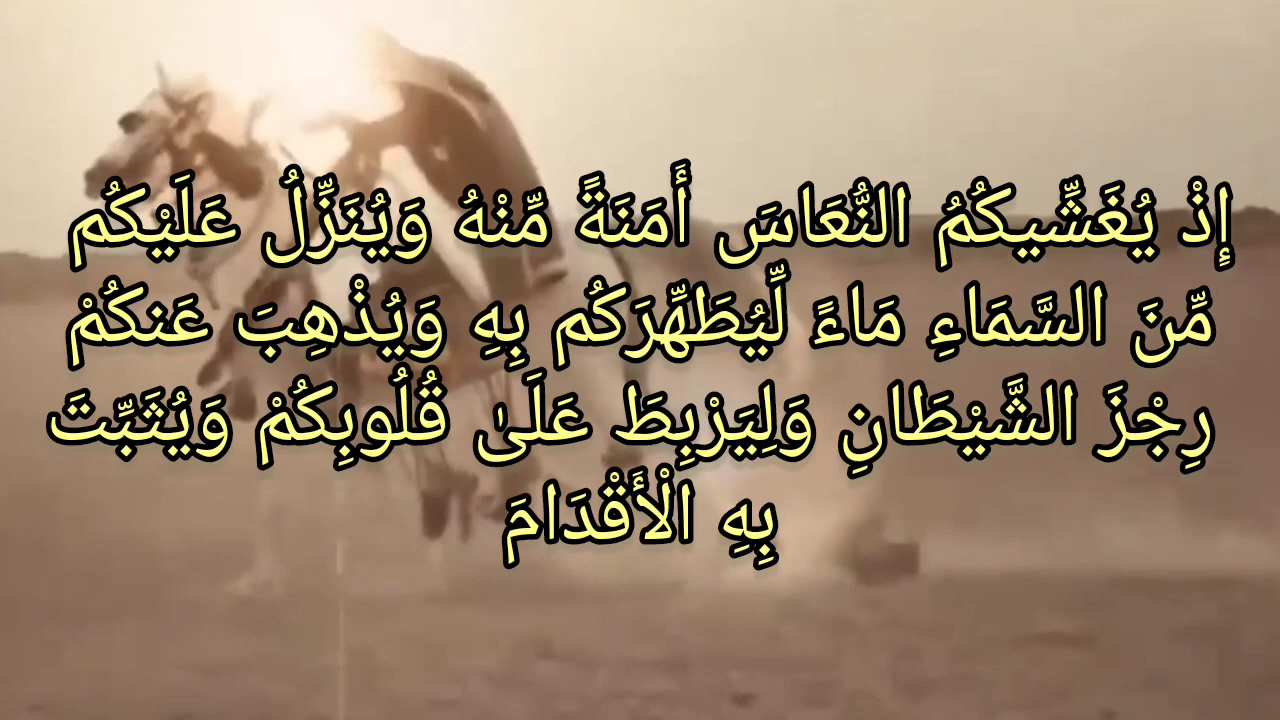 إِذْ يُغَشِّيكُمُ النُّعَاسَ أَمَنَةً مِّنْهُ وَيُنَزِّلُ عَلَيْكُم
مِّنَ السَّمَاءِ مَاءً لِّيُطَهِّرَكُم بِهِ وَيُذْهِبَ عَنكُمْ
رِجْزَ الشَّيْطَانِ وَلِيَرْبِطَ عَلَىٰ قُلُوبِكُمْ وَيُثَبِّتَ
بِهِ الْأَقْدَامَ